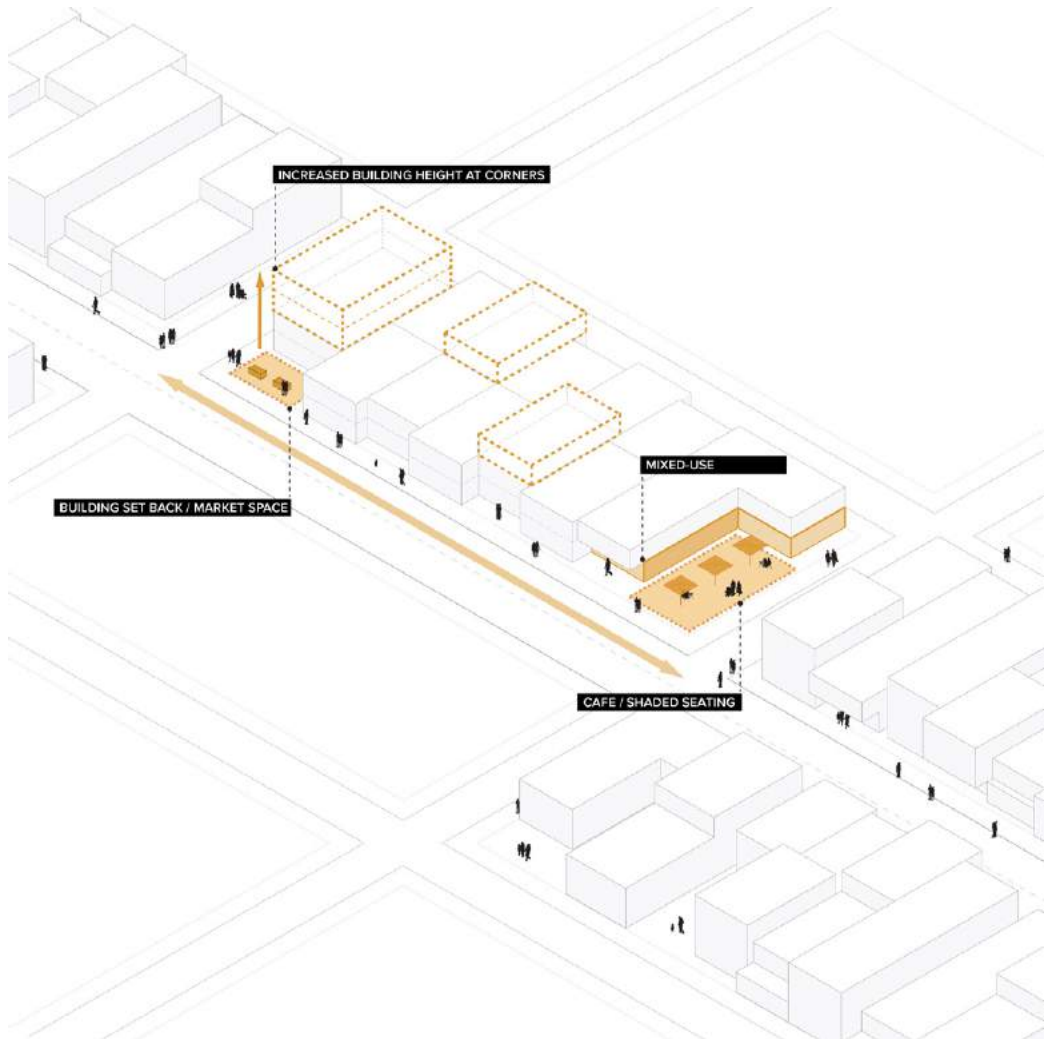 INCREASED BUILDING HEIGHT AT CORNERS
MIXED-USE
BUILDING SET BACK / MARKET SPACE
CAFE / SHADED SEATING